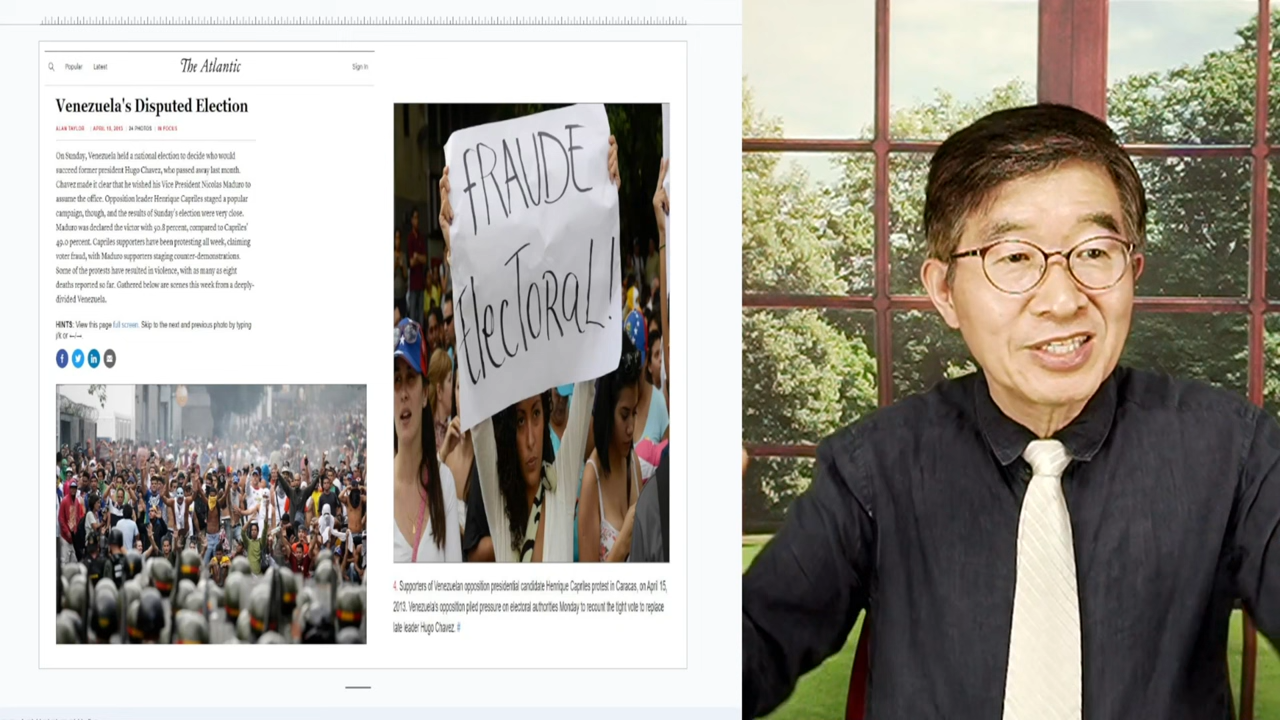 Popular Latest The Atlantic Sign In
Venezuela's Disputed Election
ALAN TAYLOR | APRIL 19, 2013 | 34 PHOTOS | IN FOCUS
On Sunday, Venezuela held a national election to decide who would
succeed former president Hugo Chavez, who passed away last month.
Chavez made it clear that he wished his Vice President Nicolas Maduro to
assume the office. Opposition leader Henrique Capriles staged a popular
campaign, though, and the results of Sunday's election were very close.
Maduro was declared the victor with 50.8 percent, compared to Capriles'
49.0 percent. Capriles supporters have been protesting all week, claiming
voter fraud, with Maduro supporters staging counter-demonstrations.
Some of the protests have resulted in violence, with as many as eight
deaths reported so far. Gathered below are scenes this week from a deeply-
divided Venezuela.
HINTS: View this page full screen. Skip to the next and previous photo by typing
j/k or ←/→.
FRAUDE
ELECTORAL!
4. Supporters of Venezuelan opposition presidential candidate Henrique Capriles protest in Caracas, on April 15,
2013. Venezuela's opposition plied pressure on electoral authorities Monday to recount the tight vote to replace
late leader Hugo Chavez. #